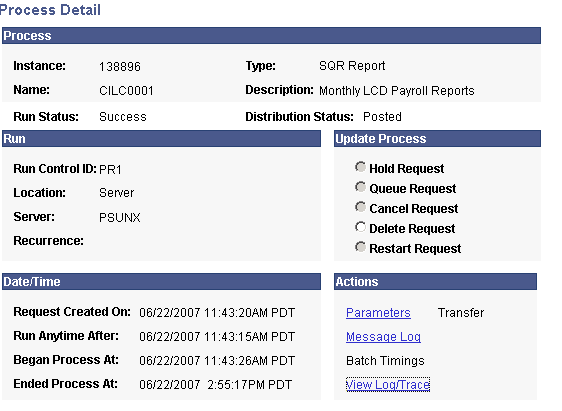 Process Detail
Process
Instance: 138896 Type: SQR Report
Name: CILC0001 Description: Monthly LCD Payroll Reports
Run Status: Success Distribution Status: Posted
Run
Run Control ID: PR1
Location: Server
Server: PSUNX
Recurrence:
Update Process
Hold Request
Queue Request
Cancel Request
Delete Request
Restart Request
Date/Time
Request Created On: 06/22/2007 11:43:20AM PDT
Run Anytime After: 06/22/2007 11:43:15AM PDT
Began Process At: 06/22/2007 11:43:26AM PDT
Ended Process At: 06/22/2007 2:55:17PM PDT
Actions
Parameters Transfer
Message Log
Batch Timings
View Log/Trace